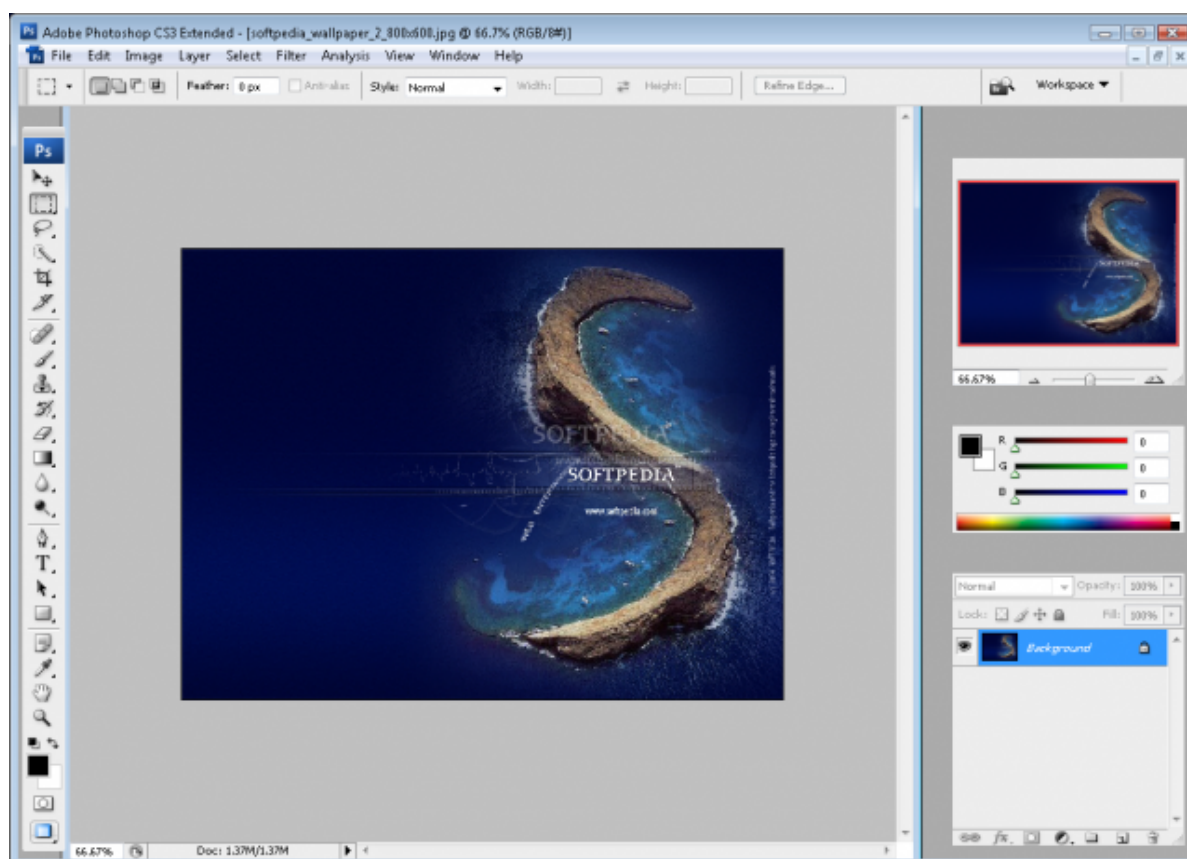 Adobe Photoshop CS3 Extended - [softpedia_wallpaper_2_800x600.jpg @ 66.7% (RGB/8#)]
File Edit Image Layer Select Filter Analysis View Window Help
Feather: 0 px Anti-alias Style: Normal Width: Height: Refine Edge... Workspace
Ps
SOFTPEDIA
SOFTPEDIA
www.softpedia.com
66.67%
R 0
G 0
B 0
Normal Opacity: 100%
Lock: Fill: 100%
Background
66.67% Doc: 1.37M/1.37M